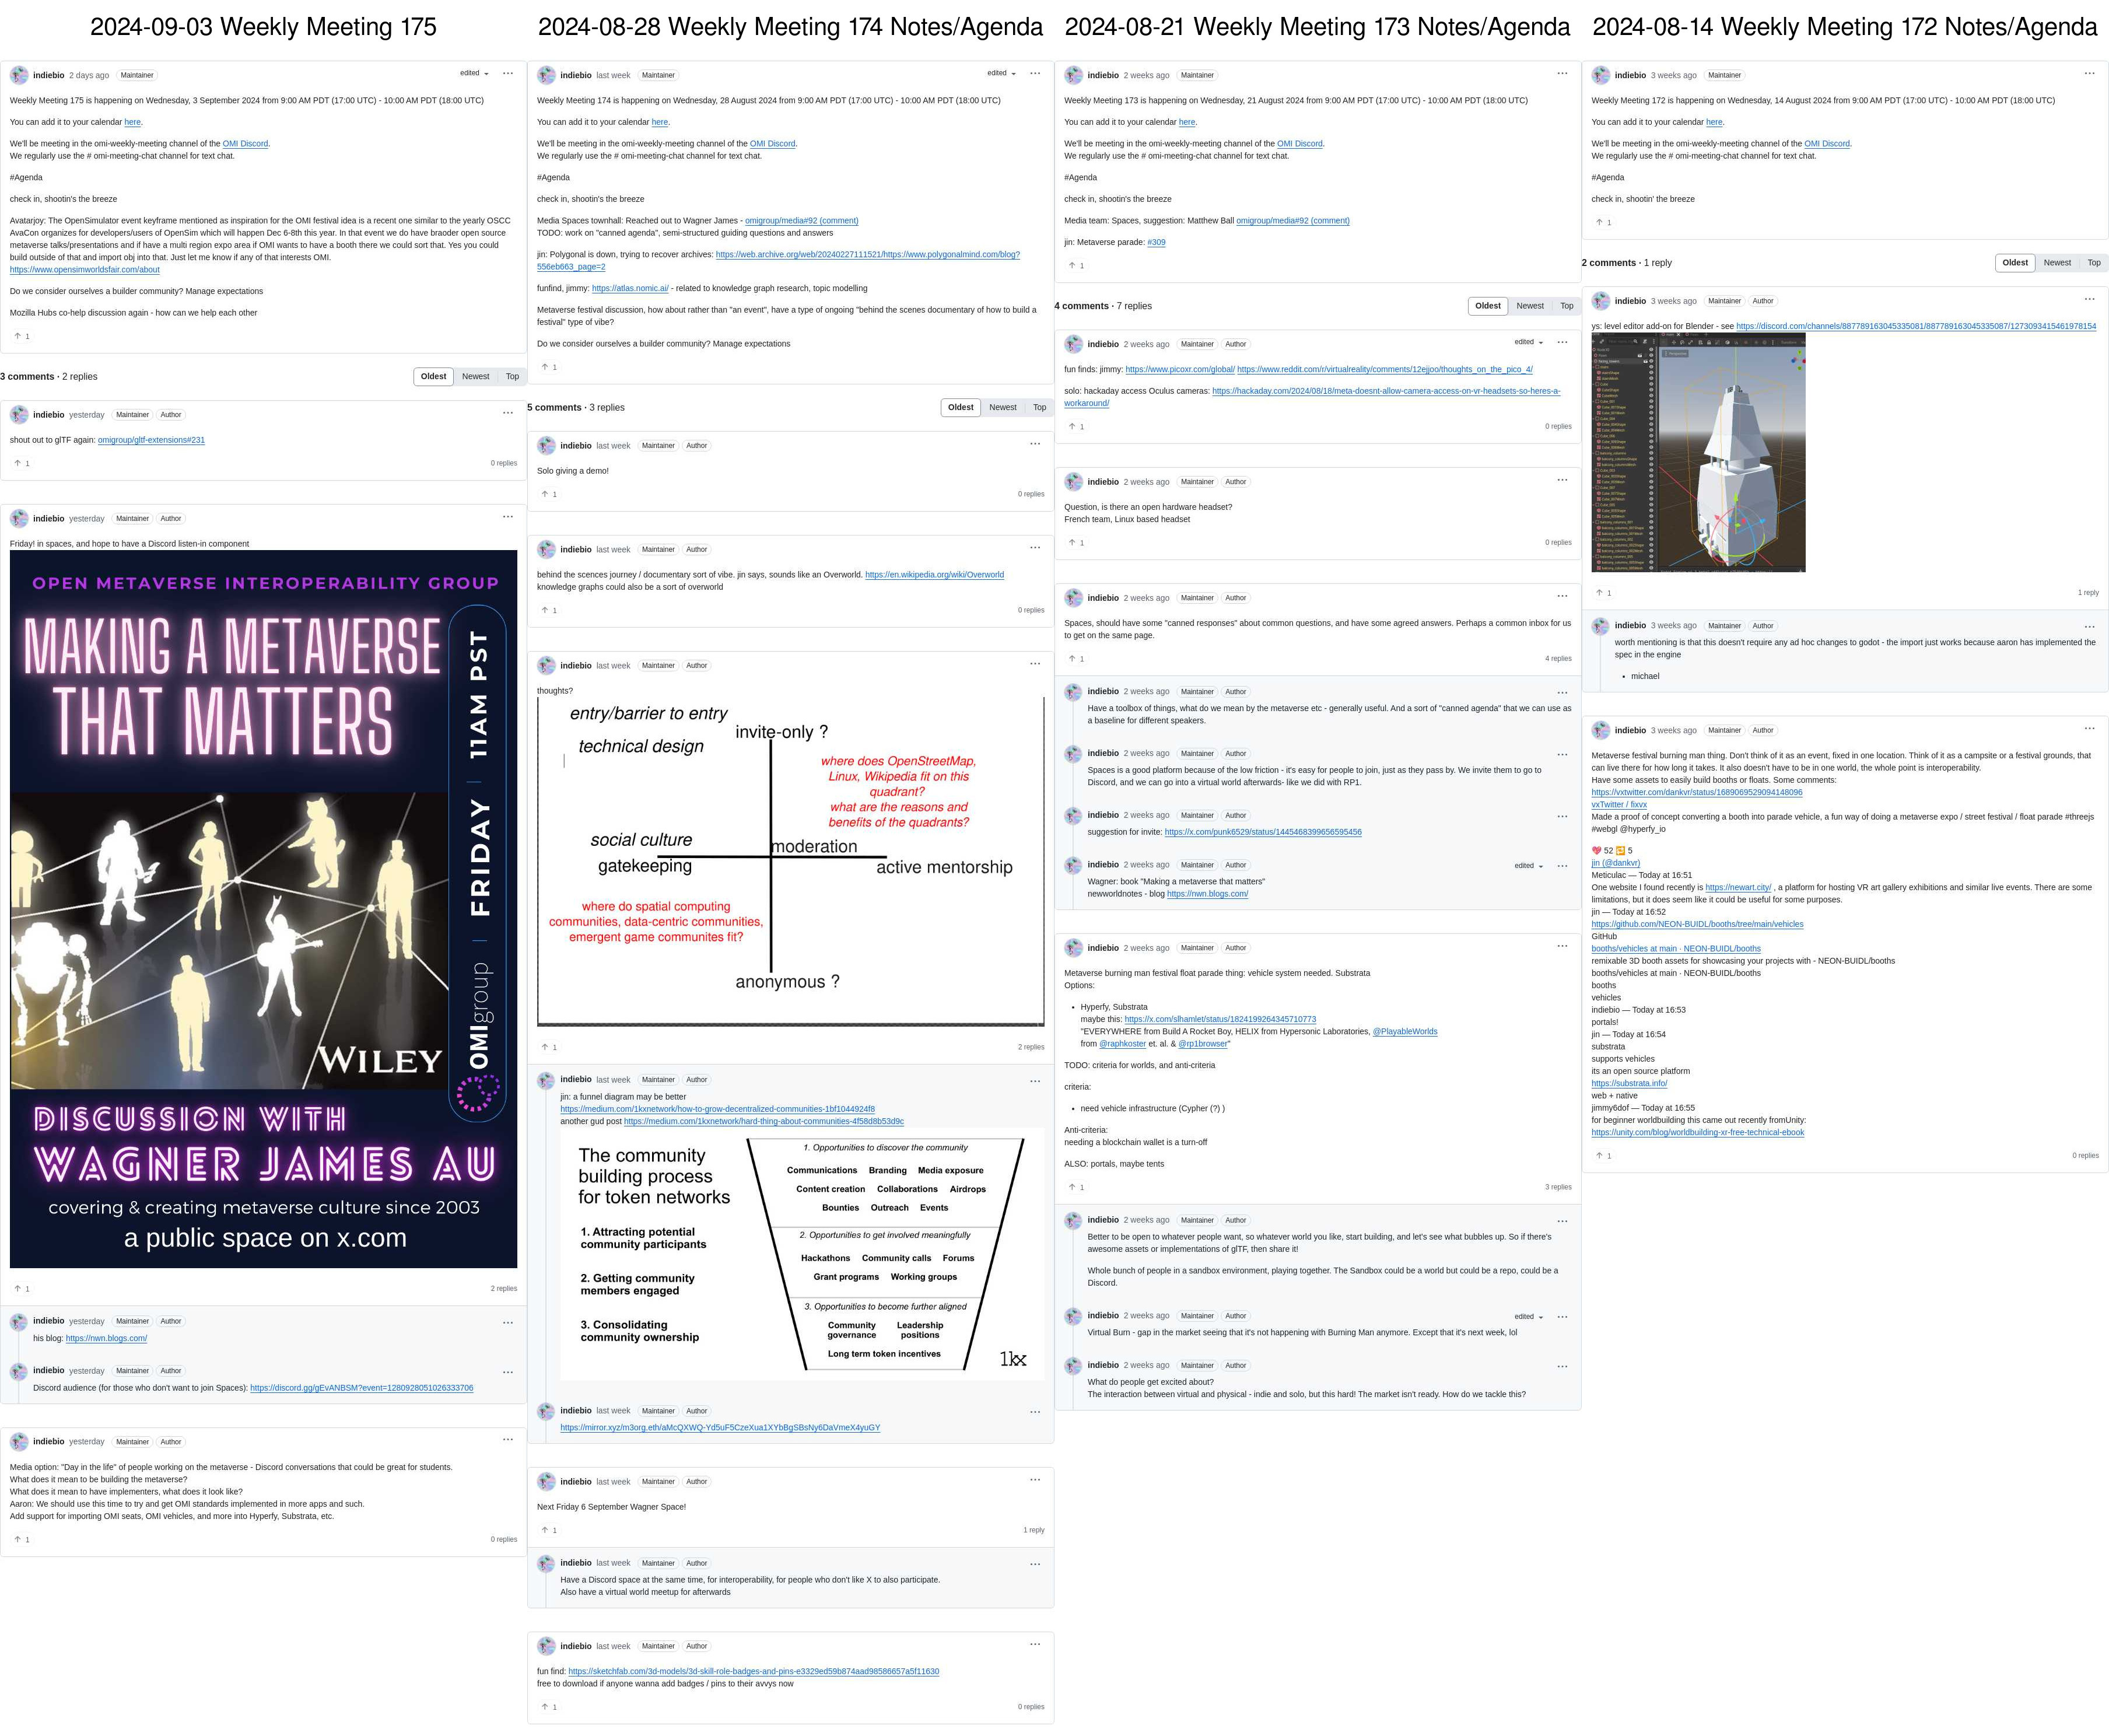 2024-09-03 Weekly Meeting 175
indiebio 2 days ago Maintainer edited
Weekly Meeting 175 is happening on Wednesday, 3 September 2024 from 9:00 AM PDT (17:00 UTC) - 10:00 AM PDT (18:00 UTC)
You can add it to your calendar here.
We'll be meeting in the omi-weekly-meeting channel of the OMI Discord.
We regularly use the # omi-meeting-chat channel for text chat.
#Agenda
check in, shootin's the breeze
Avatarjoy: The OpenSimulator event keyframe mentioned as inspiration for the OMI festival idea is a recent one similar to the yearly OSCC
AvaCon organizes for developers/users of OpenSim which will happen Dec 6-8th this year. In that event we do have braoder open source
metaverse talks/presentations and if have a multi region expo area if OMI wants to have a booth there we could sort that. Yes you could
build outside of that and import obj into that. Just let me know if any of that interests OMI.
https://www.opensimworldsfair.com/about
Do we consider ourselves a builder community? Manage expectations
Mozilla Hubs co-help discussion again - how can we help each other
1
3 comments · 2 replies Oldest Newest Top
indiebio yesterday Maintainer Author
shout out to glTF again: omigroup/gltf-extensions#231
1 0 replies
indiebio yesterday Maintainer Author
Friday! in spaces, and hope to have a Discord listen-in component
OPEN METAVERSE INTEROPERABILITY GROUP
MAKING A METAVERSE
THAT MATTERS
OMIgroup | FRIDAY | 11AM PST
WILEY
DISCUSSION WITH
WAGNER JAMES AU
covering & creating metaverse culture since 2003
a public space on x.com
1 2 replies
indiebio yesterday Maintainer Author
his blog: https://nwn.blogs.com/
indiebio yesterday Maintainer Author
Discord audience (for those who don't want to join Spaces): https://discord.gg/gEvANBSM?event=1280928051026333706
indiebio yesterday Maintainer Author
Media option: "Day in the life" of people working on the metaverse - Discord conversations that could be great for students.
What does it mean to be building the metaverse?
What does it mean to have implementers, what does it look like?
Aaron: We should use this time to try and get OMI standards implemented in more apps and such.
Add support for importing OMI seats, OMI vehicles, and more into Hyperfy, Substrata, etc.
1 0 replies
2024-08-28 Weekly Meeting 174 Notes/Agenda
indiebio last week Maintainer edited
Weekly Meeting 174 is happening on Wednesday, 28 August 2024 from 9:00 AM PDT (17:00 UTC) - 10:00 AM PDT (18:00 UTC)
You can add it to your calendar here.
We'll be meeting in the omi-weekly-meeting channel of the OMI Discord.
We regularly use the # omi-meeting-chat channel for text chat.
#Agenda
check in, shootin's the breeze
Media Spaces townhall: Reached out to Wagner James - omigroup/media#92 (comment)
TODO: work on "canned agenda", semi-structured guiding questions and answers
jin: Polygonal is down, trying to recover archives: https://web.archive.org/web/20240227111521/https://www.polygonalmind.com/blog?
556eb663_page=2
funfind, jimmy: https://atlas.nomic.ai/ - related to knowledge graph research, topic modelling
Metaverse festival discussion, how about rather than "an event", have a type of ongoing "behind the scenes documentary of how to build a
festival" type of vibe?
Do we consider ourselves a builder community? Manage expectations
1
5 comments · 3 replies Oldest Newest Top
indiebio last week Maintainer Author
Solo giving a demo!
1 0 replies
indiebio last week Maintainer Author
behind the scences journey / documentary sort of vibe. jin says, sounds like an Overworld. https://en.wikipedia.org/wiki/Overworld
knowledge graphs could also be a sort of overworld
1 0 replies
indiebio last week Maintainer Author
thoughts?
entry/barrier to entry
invite-only ?
technical design
where does OpenStreetMap,
Linux, Wikipedia fit on this
quadrant?
what are the reasons and
benefits of the quadrants?
social culture
moderation
gatekeeping
active mentorship
where do spatial computing
communities, data-centric communities,
emergent game communites fit?
anonymous ?
1 2 replies
indiebio last week Maintainer Author
jin: a funnel diagram may be better
https://medium.com/1kxnetwork/how-to-grow-decentralized-communities-1bf1044924f8
another gud post https://medium.com/1kxnetwork/hard-thing-about-communities-4f58d8b53d9c
The community
building process
for token networks
1. Attracting potential
community participants
2. Getting community
members engaged
3. Consolidating
community ownership
1. Opportunities to discover the community
Communications Branding Media exposure
Content creation Collaborations Airdrops
Bounties Outreach Events
2. Opportunities to get involved meaningfully
Hackathons Community calls Forums
Grant programs Working groups
3. Opportunities to become further aligned
Community Leadership
governance positions
Long term token incentives
1kx
indiebio last week Maintainer Author
https://mirror.xyz/m3org.eth/aMcQXWQ-Yd5uF5CzeXua1XYbBgSBsNy6DaVmeX4yuGY
indiebio last week Maintainer Author
Next Friday 6 September Wagner Space!
1 1 reply
indiebio last week Maintainer Author
Have a Discord space at the same time, for interoperability, for people who don't like X to also participate.
Also have a virtual world meetup for afterwards
indiebio last week Maintainer Author
fun find: https://sketchfab.com/3d-models/3d-skill-role-badges-and-pins-e3329ed59b874aad98586657a5f11630
free to download if anyone wanna add badges / pins to their avvys now
1 0 replies
2024-08-21 Weekly Meeting 173 Notes/Agenda
indiebio 2 weeks ago Maintainer
Weekly Meeting 173 is happening on Wednesday, 21 August 2024 from 9:00 AM PDT (17:00 UTC) - 10:00 AM PDT (18:00 UTC)
You can add it to your calendar here.
We'll be meeting in the omi-weekly-meeting channel of the OMI Discord.
We regularly use the # omi-meeting-chat channel for text chat.
#Agenda
check in, shootin's the breeze
Media team: Spaces, suggestion: Matthew Ball omigroup/media#92 (comment)
jin: Metaverse parade: #309
1
4 comments · 7 replies Oldest Newest Top
indiebio 2 weeks ago Maintainer Author edited
fun finds: jimmy: https://www.picoxr.com/global/ https://www.reddit.com/r/virtualreality/comments/12ejjoo/thoughts_on_the_pico_4/
solo: hackaday access Oculus cameras: https://hackaday.com/2024/08/18/meta-doesnt-allow-camera-access-on-vr-headsets-so-heres-a-
workaround/
1 0 replies
indiebio 2 weeks ago Maintainer Author
Question, is there an open hardware headset?
French team, Linux based headset
1 0 replies
indiebio 2 weeks ago Maintainer Author
Spaces, should have some "canned responses" about common questions, and have some agreed answers. Perhaps a common inbox for us
to get on the same page.
1 4 replies
indiebio 2 weeks ago Maintainer Author
Have a toolbox of things, what do we mean by the metaverse etc - generally useful. And a sort of "canned agenda" that we can use as
a baseline for different speakers.
indiebio 2 weeks ago Maintainer Author
Spaces is a good platform because of the low friction - it's easy for people to join, just as they pass by. We invite them to go to
Discord, and we can go into a virtual world afterwards- like we did with RP1.
indiebio 2 weeks ago Maintainer Author
suggestion for invite: https://x.com/punk6529/status/1445468399656595456
indiebio 2 weeks ago Maintainer Author edited
Wagner: book "Making a metaverse that matters"
newworldnotes - blog https://nwn.blogs.com/
indiebio 2 weeks ago Maintainer Author
Metaverse burning man festival float parade thing: vehicle system needed. Substrata
Options:
• Hyperfy, Substrata
maybe this: https://x.com/slhamlet/status/1824199264345710773
"EVERYWHERE from Build A Rocket Boy, HELIX from Hypersonic Laboratories, @PlayableWorlds
from @raphkoster et. al. & @rp1browser"
TODO: criteria for worlds, and anti-criteria
criteria:
• need vehicle infrastructure (Cypher (?) )
Anti-criteria:
needing a blockchain wallet is a turn-off
ALSO: portals, maybe tents
1 3 replies
indiebio 2 weeks ago Maintainer Author
Better to be open to whatever people want, so whatever world you like, start building, and let's see what bubbles up. So if there's
awesome assets or implementations of glTF, then share it!
Whole bunch of people in a sandbox environment, playing together. The Sandbox could be a world but could be a repo, could be a
Discord.
indiebio 2 weeks ago Maintainer Author edited
Virtual Burn - gap in the market seeing that it's not happening with Burning Man anymore. Except that it's next week, lol
indiebio 2 weeks ago Maintainer Author
What do people get excited about?
The interaction between virtual and physical - indie and solo, but this hard! The market isn't ready. How do we tackle this?
2024-08-14 Weekly Meeting 172 Notes/Agenda
indiebio 3 weeks ago Maintainer
Weekly Meeting 172 is happening on Wednesday, 14 August 2024 from 9:00 AM PDT (17:00 UTC) - 10:00 AM PDT (18:00 UTC)
You can add it to your calendar here.
We'll be meeting in the omi-weekly-meeting channel of the OMI Discord.
We regularly use the # omi-meeting-chat channel for text chat.
#Agenda
check in, shootin' the breeze
1
2 comments · 1 reply Oldest Newest Top
indiebio 3 weeks ago Maintainer Author
ys: level editor add-on for Blender - see https://discord.com/channels/887789163045335081/887789163045335087/1273093415461978154
1 1 reply
indiebio 3 weeks ago Maintainer Author
worth mentioning is that this doesn't require any ad hoc changes to godot - the import just works because aaron has implemented the
spec in the engine
• michael
indiebio 3 weeks ago Maintainer Author
Metaverse festival burning man thing. Don't think of it as an event, fixed in one location. Think of it as a campsite or a festival grounds, that
can live there for how long it takes. It also doesn't have to be in one world, the whole point is interoperability.
Have some assets to easily build booths or floats. Some comments:
https://vxtwitter.com/dankvr/status/1689069529094148096
vxTwitter / fixvx
Made a proof of concept converting a booth into parade vehicle, a fun way of doing a metaverse expo / street festival / float parade #threejs
#webgl @hyperfy_io
💖 52 🔁 5
jin (@dankvr)
Meticulac — Today at 16:51
One website I found recently is https://newart.city/ , a platform for hosting VR art gallery exhibitions and similar live events. There are some
limitations, but it does seem like it could be useful for some purposes.
jin — Today at 16:52
https://github.com/NEON-BUIDL/booths/tree/main/vehicles
GitHub
booths/vehicles at main · NEON-BUIDL/booths
remixable 3D booth assets for showcasing your projects with - NEON-BUIDL/booths
booths/vehicles at main · NEON-BUIDL/booths
booths
vehicles
indiebio — Today at 16:53
portals!
jin — Today at 16:54
substrata
supports vehicles
its an open source platform
https://substrata.info/
web + native
jimmy6dof — Today at 16:55
for beginner worldbuilding this came out recently fromUnity:
https://unity.com/blog/worldbuilding-xr-free-technical-ebook
1 0 replies